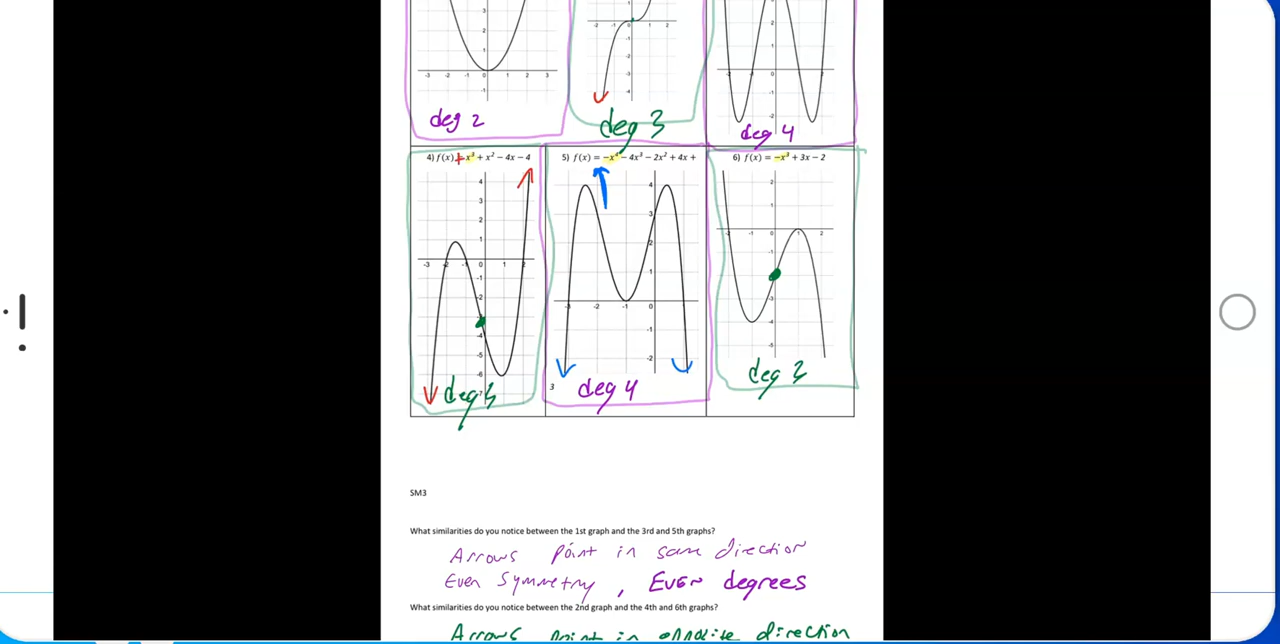 deg 2
deg 3
deg 4
4) f(x) + x³ + x² − 4x − 4
5) f(x) = −x⁴ − 4x³ − 2x² + 4x +
6) f(x) = −x³ + 3x − 2
deg
deg 4
deg 3
3
SM3
What similarities do you notice between the 1st graph and the 3rd and 5th graphs?
Arrows point in same direction
Even Symmetry , EVEN degrees
What similarities do you notice between the 2nd graph and the 4th and 6th graphs?
Arrows point in opposite direction